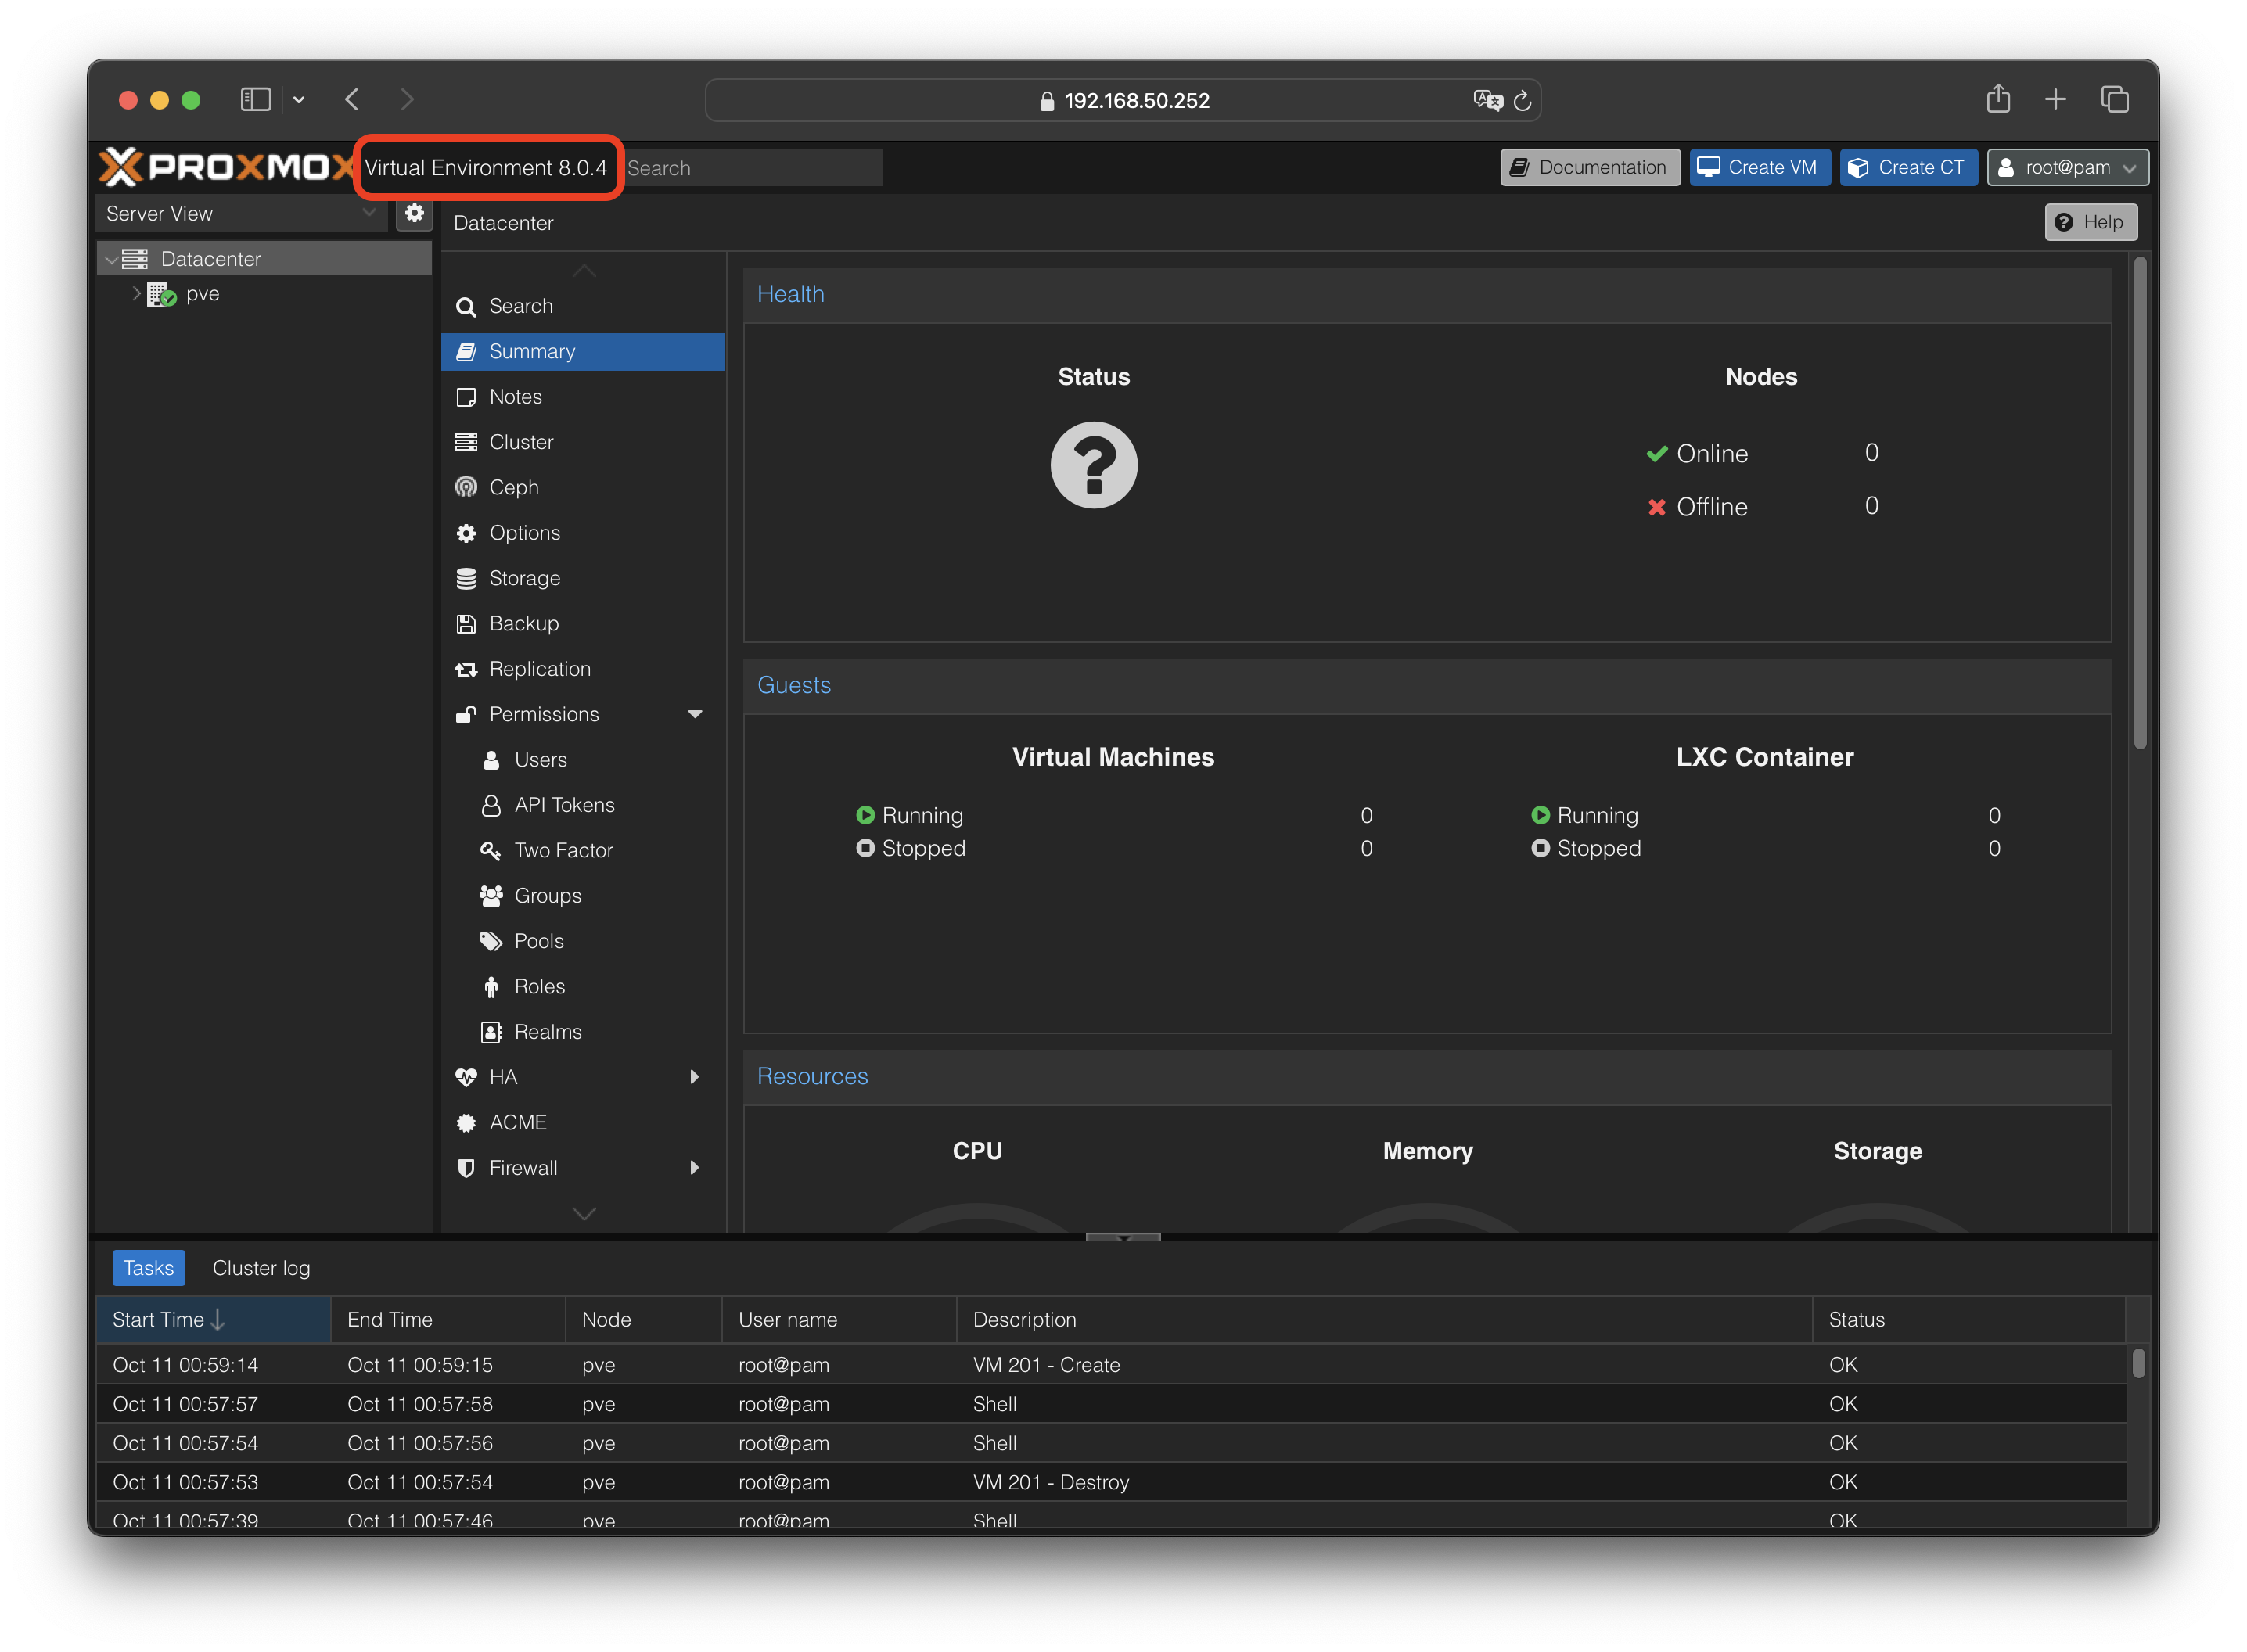 192.168.50.252
PROXMOX Virtual Environment 8.0.4 Search Documentation Create VM Create CT root@pam
Server View
Datacenter
pve
Datacenter Help
Search
Summary
Notes
Cluster
Ceph
Options
Storage
Backup
Replication
Permissions
Users
API Tokens
Two Factor
Groups
Pools
Roles
Realms
HA
ACME
Firewall
Health
Status Nodes
Online 0
Offline 0
Guests
Virtual Machines LXC Container
Running 0 Running 0
Stopped 0 Stopped 0
Resources
CPU Memory Storage
Tasks Cluster log
Start Time End Time Node User name Description Status
Oct 11 00:59:14 Oct 11 00:59:15 pve root@pam VM 201 - Create OK
Oct 11 00:57:57 Oct 11 00:57:58 pve root@pam Shell OK
Oct 11 00:57:54 Oct 11 00:57:56 pve root@pam Shell OK
Oct 11 00:57:53 Oct 11 00:57:54 pve root@pam VM 201 - Destroy OK
Oct 11 00:57:39 Oct 11 00:57:46 pve root@pam Shell OK